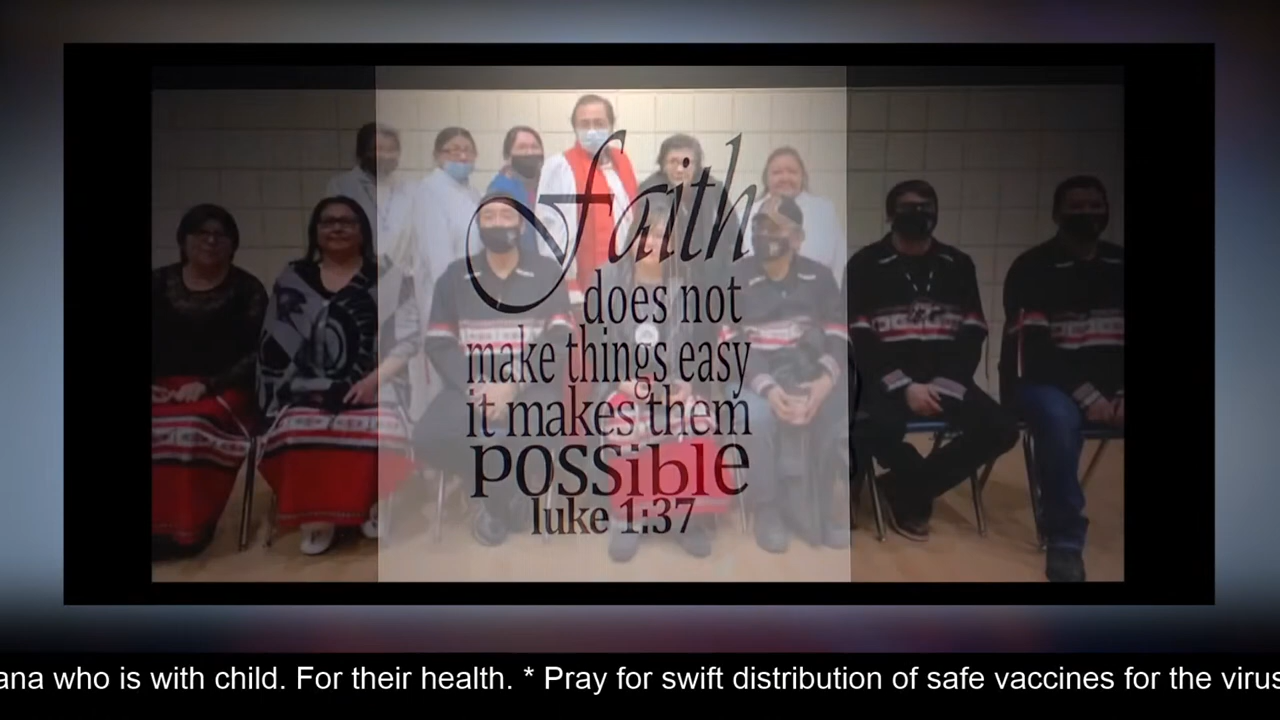 faith
does not
make things easy
it makes them
possible
luke 1:37
who is with child. For their health. * Pray for swift distribution of safe vaccines for the virus